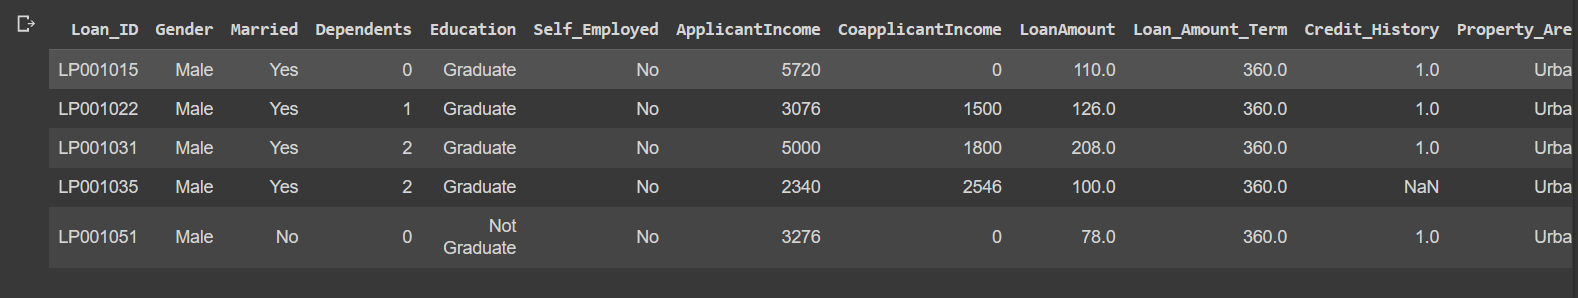 Loan_ID Gender Married Dependents Education Self_Employed ApplicantIncome CoapplicantIncome LoanAmount Loan_Amount_Term Credit_History Property_Are
LP001015 Male Yes 0 Graduate No 5720 0 110.0 360.0 1.0 Urba
LP001022 Male Yes 1 Graduate No 3076 1500 126.0 360.0 1.0 Urba
LP001031 Male Yes 2 Graduate No 5000 1800 208.0 360.0 1.0 Urba
LP001035 Male Yes 2 Graduate No 2340 2546 100.0 360.0 NaN Urba
LP001051 Male No 0 Not Graduate No 3276 0 78.0 360.0 1.0 Urba